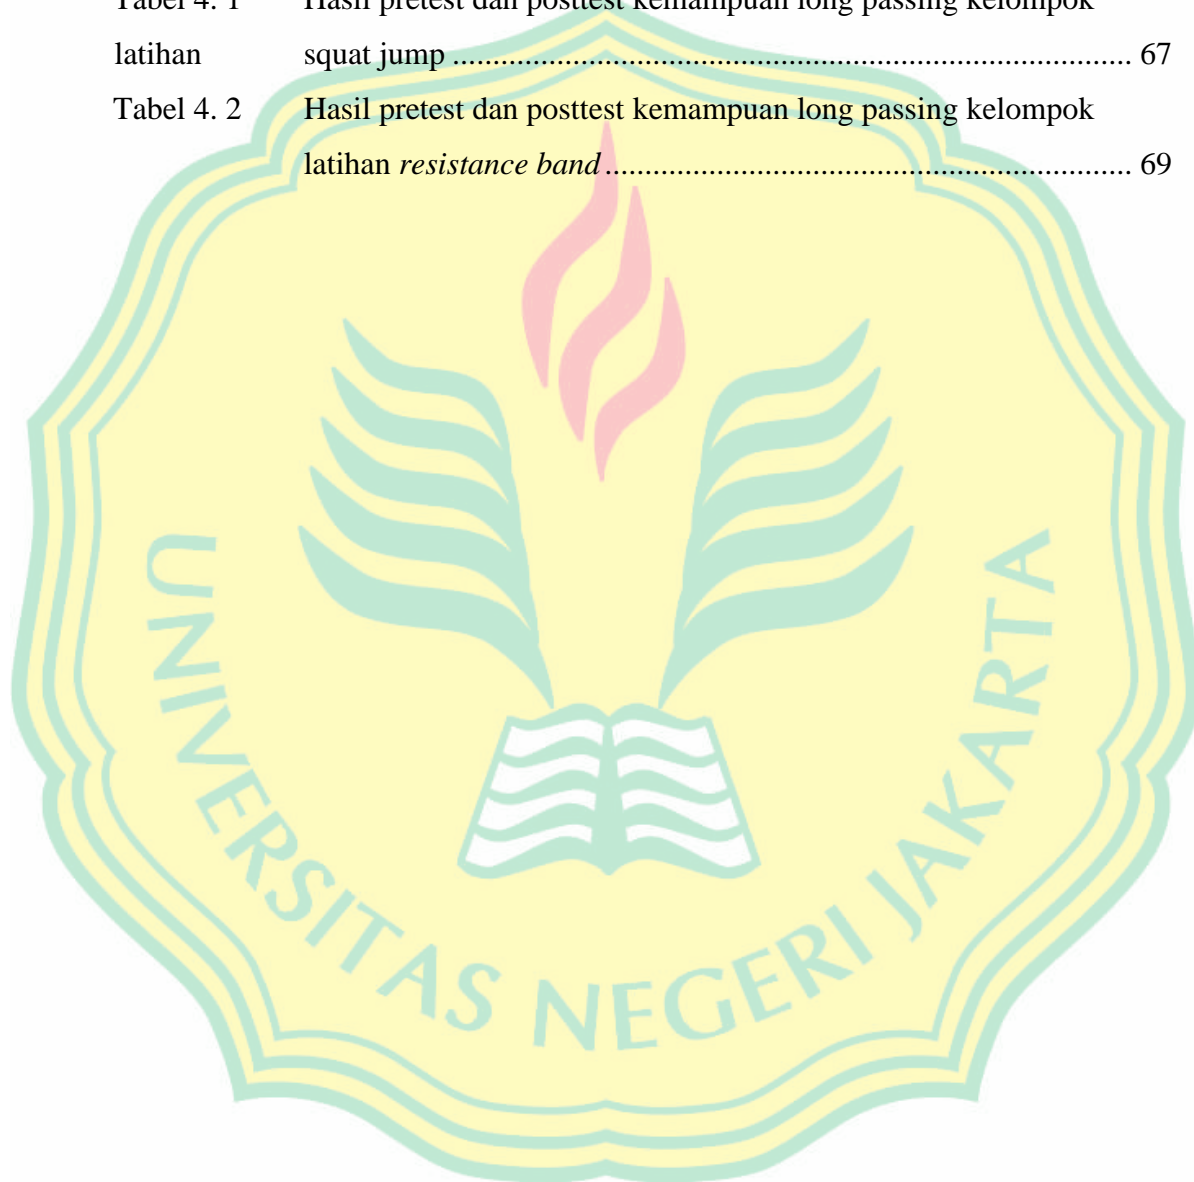 Tabel 4. 1 Hasil pretest dan posttest kemampuan long passing kelompok
latihan squat jump ..................................................................................... 67
Tabel 4. 2 Hasil pretest dan posttest kemampuan long passing kelompok
latihan resistance band .................................................................. 69
UNIVERSITAS NEGERI JAKARTA